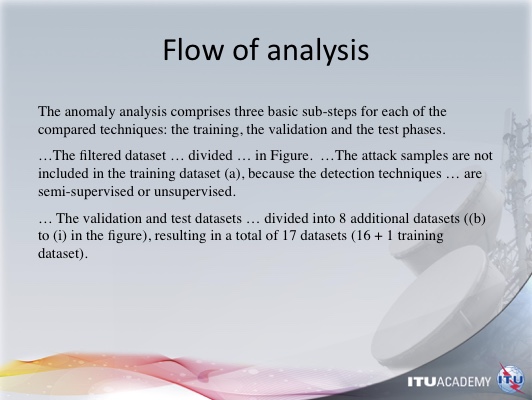 Flow of analysis
The anomaly analysis comprises three basic sub-steps for each of the
compared techniques: the training, the validation and the test phases.
…The filtered dataset … divided … in Figure. …The attack samples are not
included in the training dataset (a), because the detection techniques … are
semi-supervised or unsupervised.
… The validation and test datasets … divided into 8 additional datasets ((b)
to (i) in the figure), resulting in a total of 17 datasets (16 + 1 training
dataset).
ITUACADEMY ITU